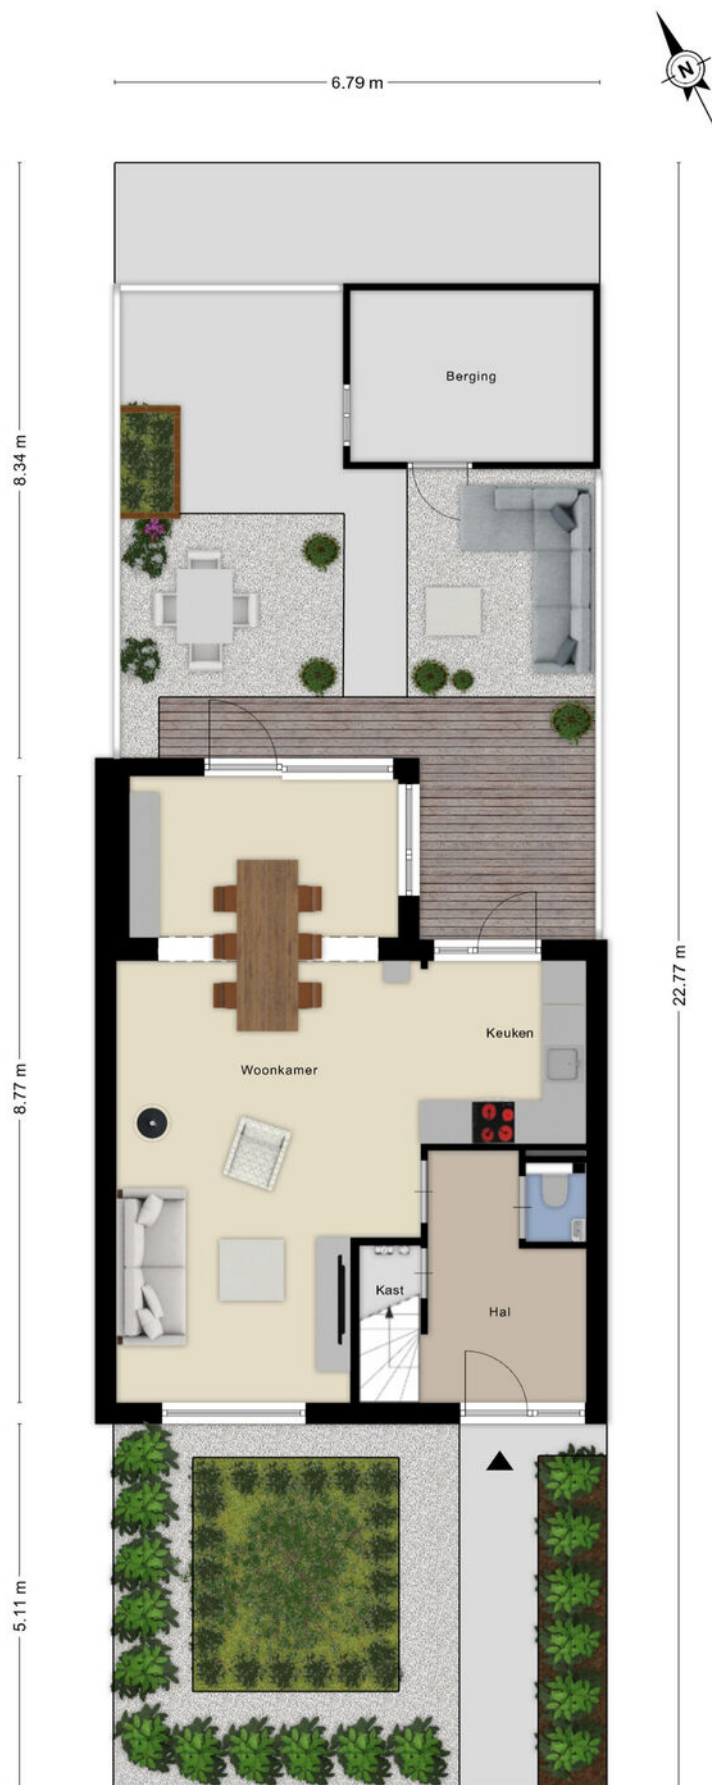 N
6.79 m
Berging
8.34 m
22.77 m
Keuken
Woonkamer
8.77 m
Kast
Hal
5.11 m